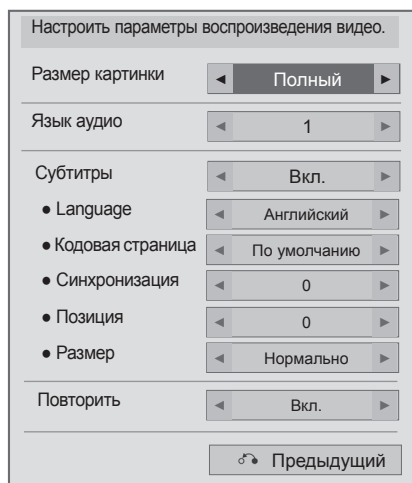 Настроить параметры воспроизведения видео.
Размер картинки ◄ Полный ►
Язык аудио ◄ 1 ►
Субтитры ◄ Вкл. ►
● Language ◄ Английский ►
● Кодовая страница ◄ По умолчанию ►
● Синхронизация ◄ 0 ►
● Позиция ◄ 0 ►
● Размер ◄ Нормально ►
Повторить ◄ Вкл. ►
Предыдущий